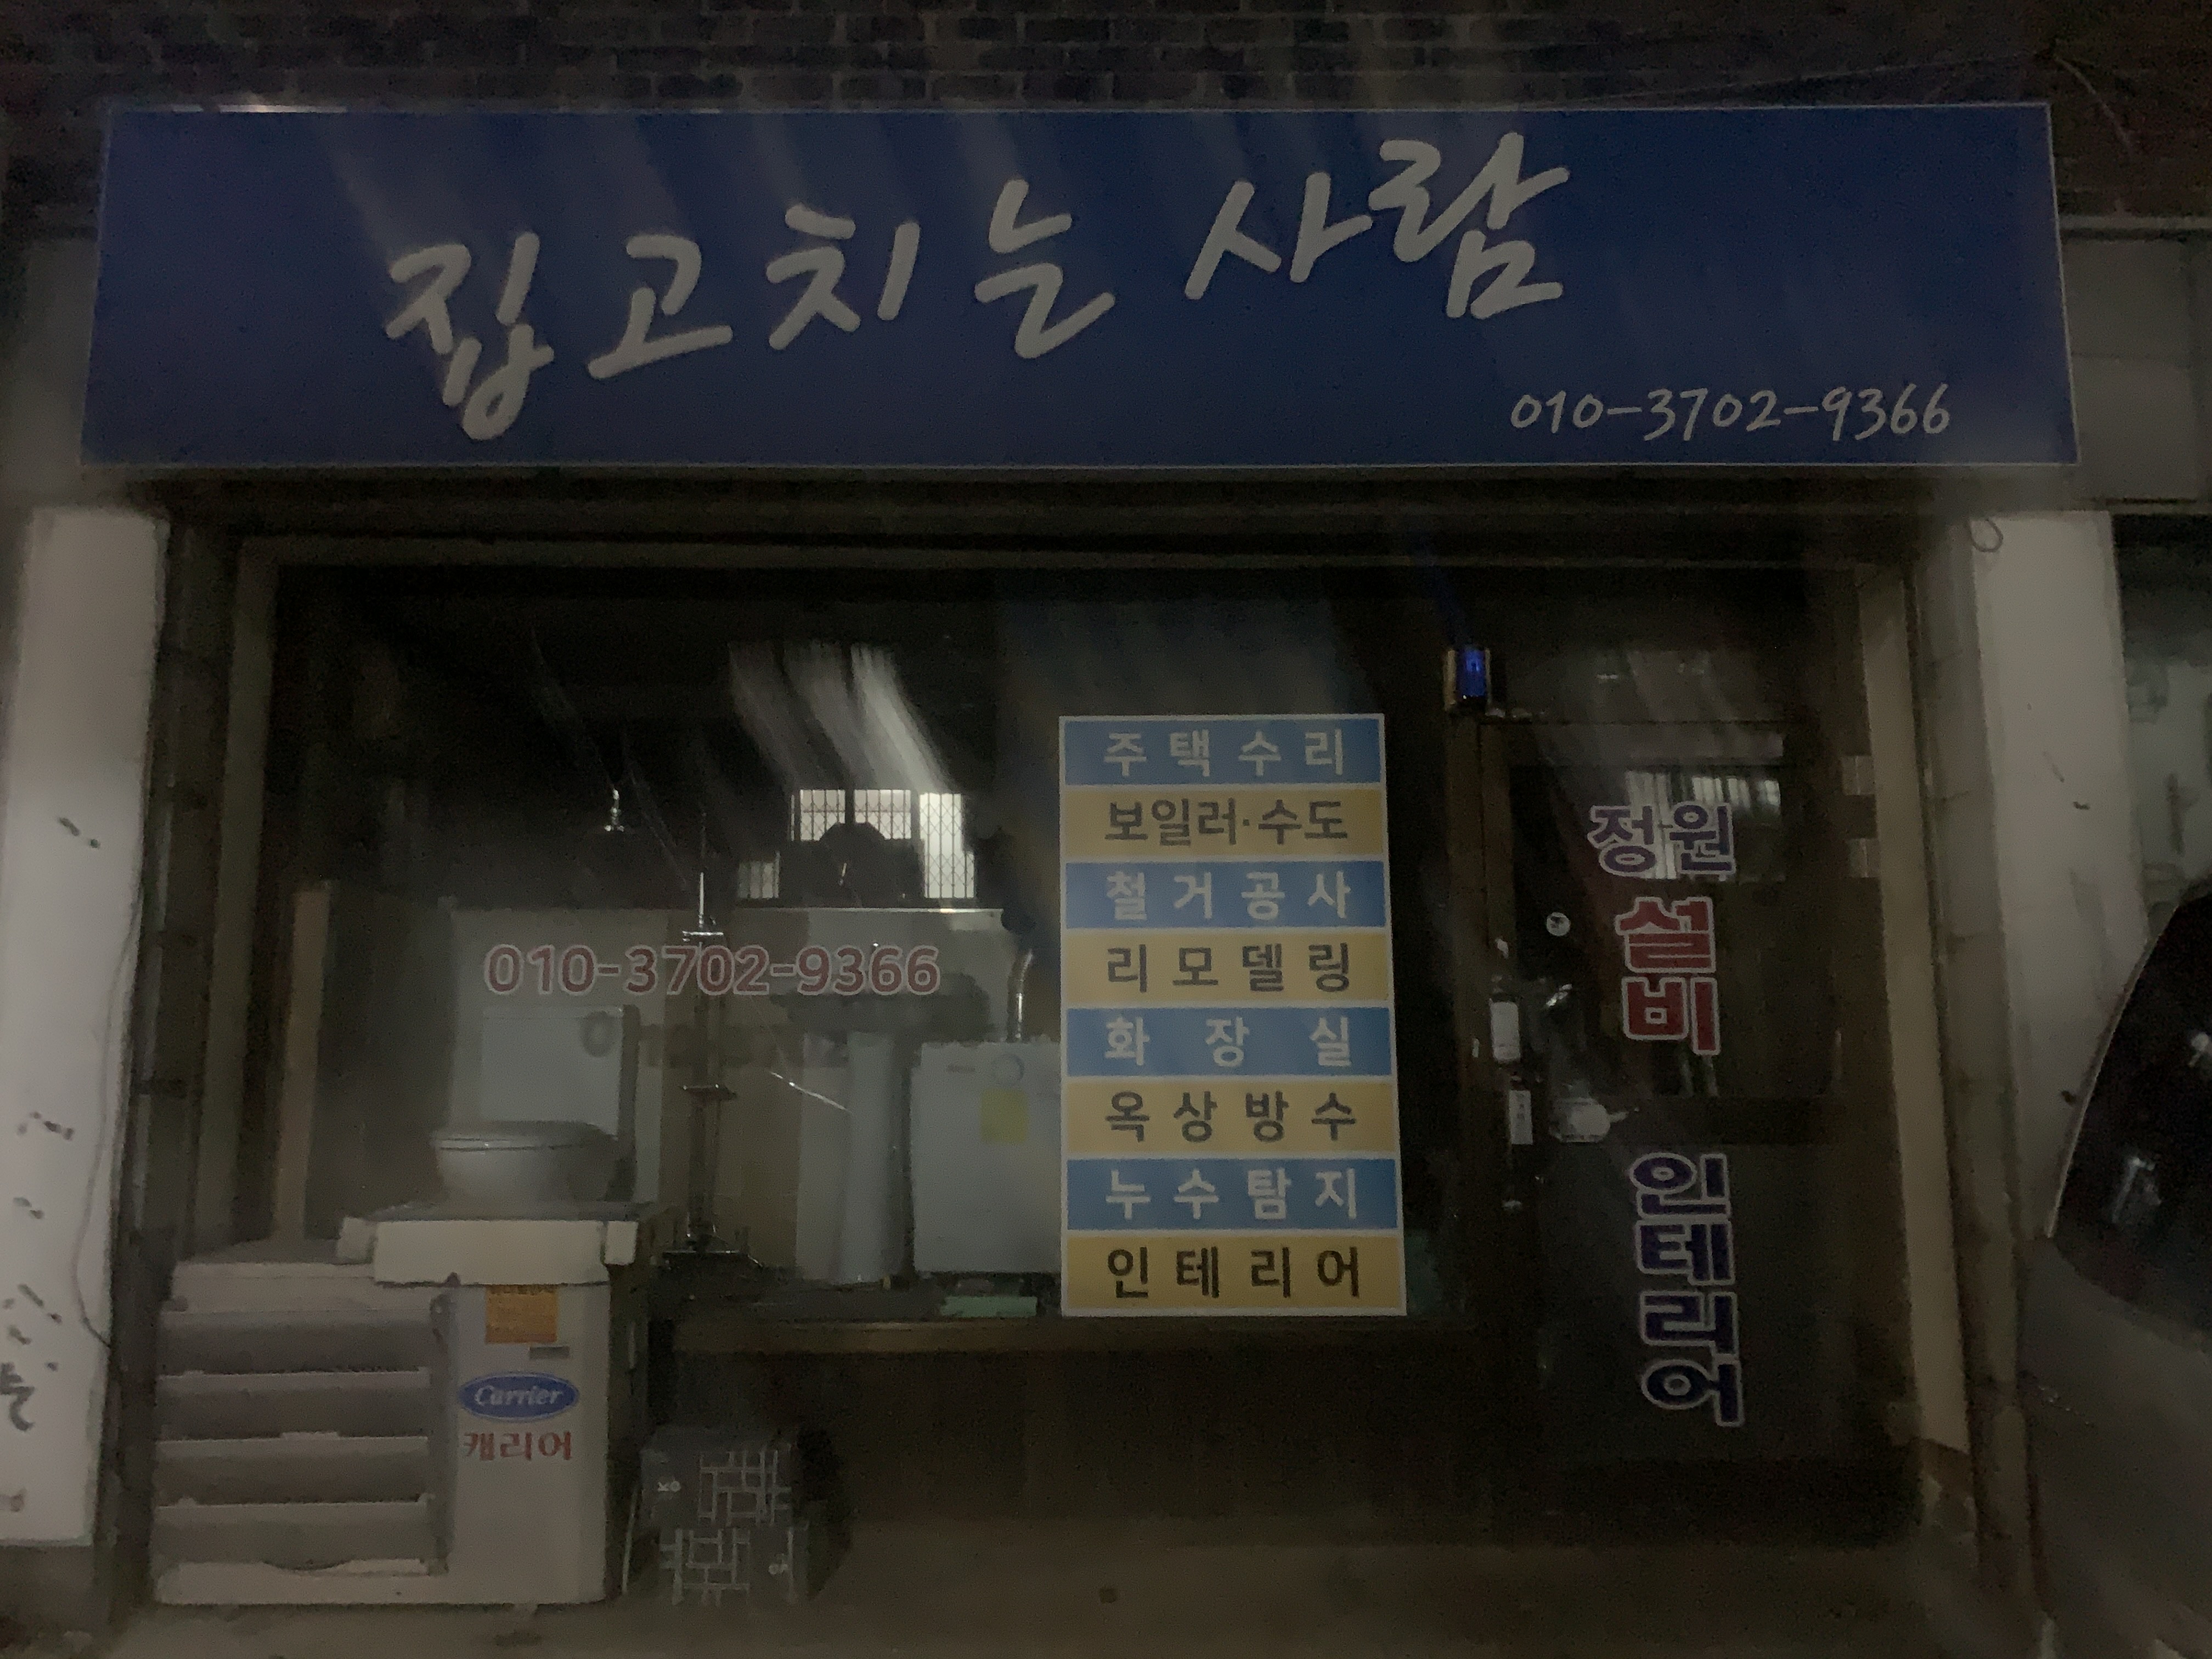 집 고치는 사람
010-3702-9366
010-3702-9366
주택수리
보일러·수도
철거공사
리모델링
화장실
옥상방수
누수탐지
인테리어
정원
설비
인테리어
Carrier
캐리어